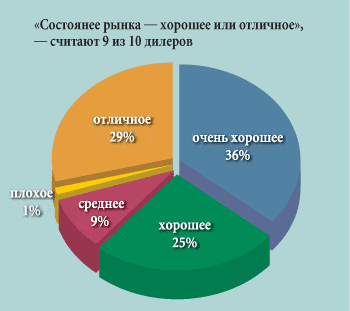 «Состоянее рынка — хорошее или отличное»,
— считают 9 из 10 дилеров
отличное
29%
очень хорошее
36%
плохое
1%
среднее
9%
хорошее
25%